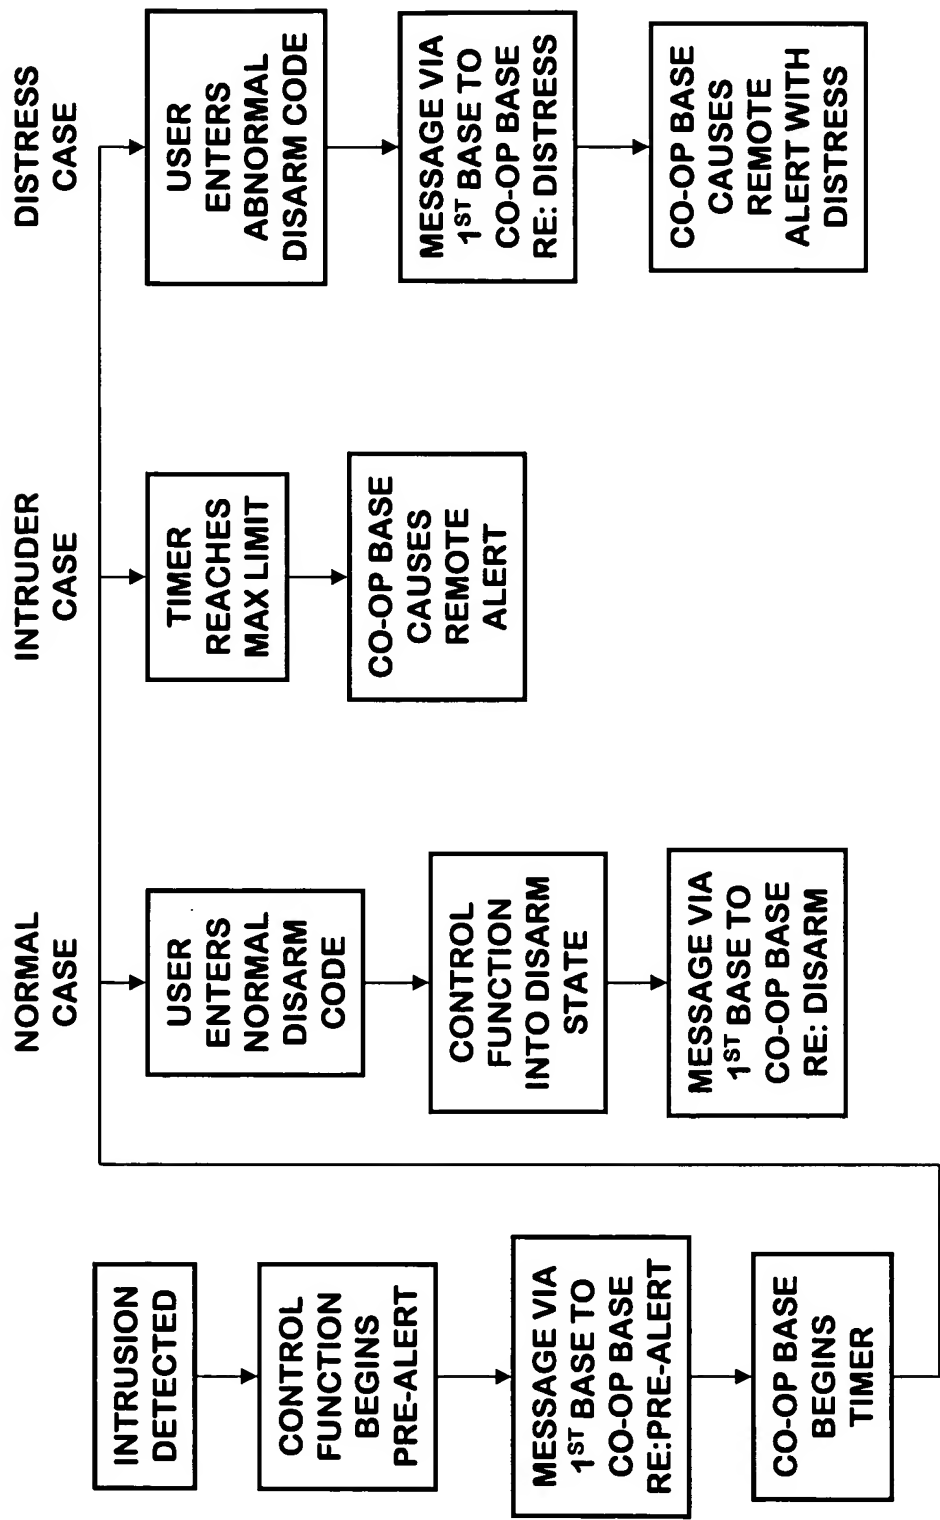 INTRUSION
DETECTED
CONTROL
FUNCTION
BEGINS
PRE-ALERT
MESSAGE VIA
1ST BASE TO
CO-OP BASE
RE:PRE-ALERT
CO-OP BASE
BEGINS
TIMER
NORMAL
CASE
USER
ENTERS
NORMAL
DISARM
CODE
CONTROL
FUNCTION
INTO DISARM
STATE
MESSAGE VIA
1ST BASE TO
CO-OP BASE
RE: DISARM
INTRUDER
CASE
TIMER
REACHES
MAX LIMIT
CO-OP BASE
CAUSES
REMOTE
ALERT
DISTRESS
CASE
USER
ENTERS
ABNORMAL
DISARM CODE
MESSAGE VIA
1ST BASE TO
CO-OP BASE
RE: DISTRESS
CO-OP BASE
CAUSES
REMOTE
ALERT WITH
DISTRESS